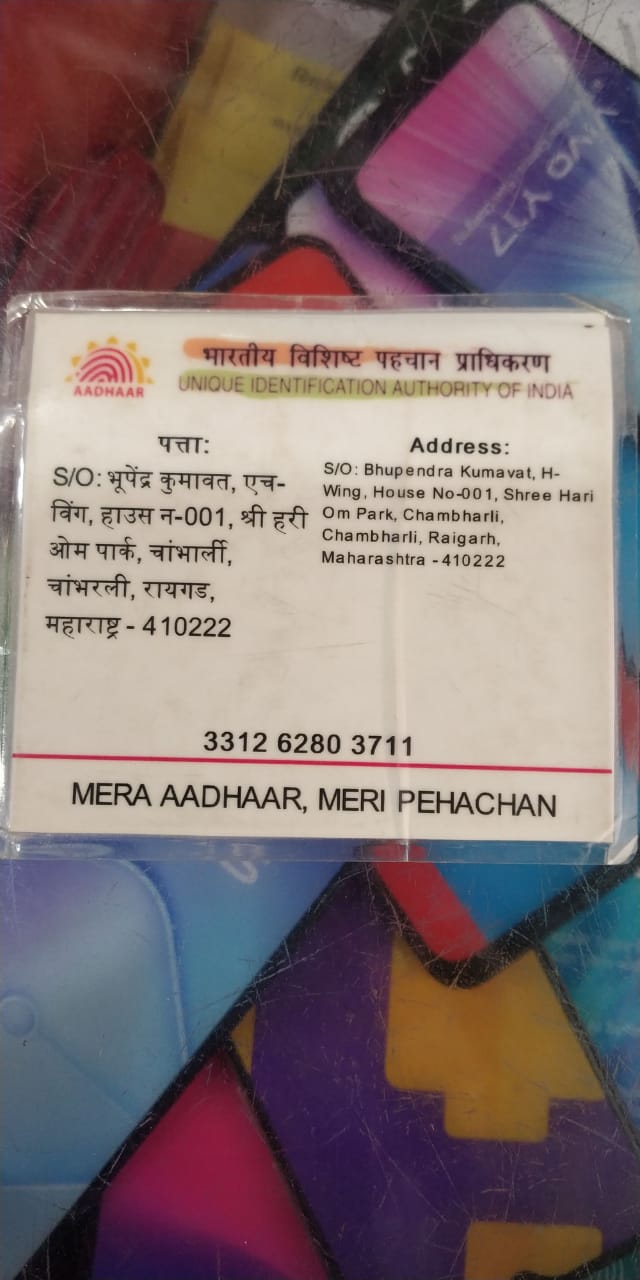 vivo Y17
AADHAAR
भारतीय विशिष्ट पहचान प्राधिकरण
UNIQUE IDENTIFICATION AUTHORITY OF INDIA
पत्ता:
S/O: भूपेंद्र कुमावत, एच-
विंग, हाउस न-001, श्री हरी
ओम पार्क, चांभार्ली,
चांभरली, रायगड,
महाराष्ट्र - 410222
Address:
S/O: Bhupendra Kumavat, H-
Wing, House No-001, Shree Hari
Om Park, Chambharli,
Chambharli, Raigarh,
Maharashtra - 410222
3312 6280 3711
MERA AADHAAR, MERI PEHACHAN